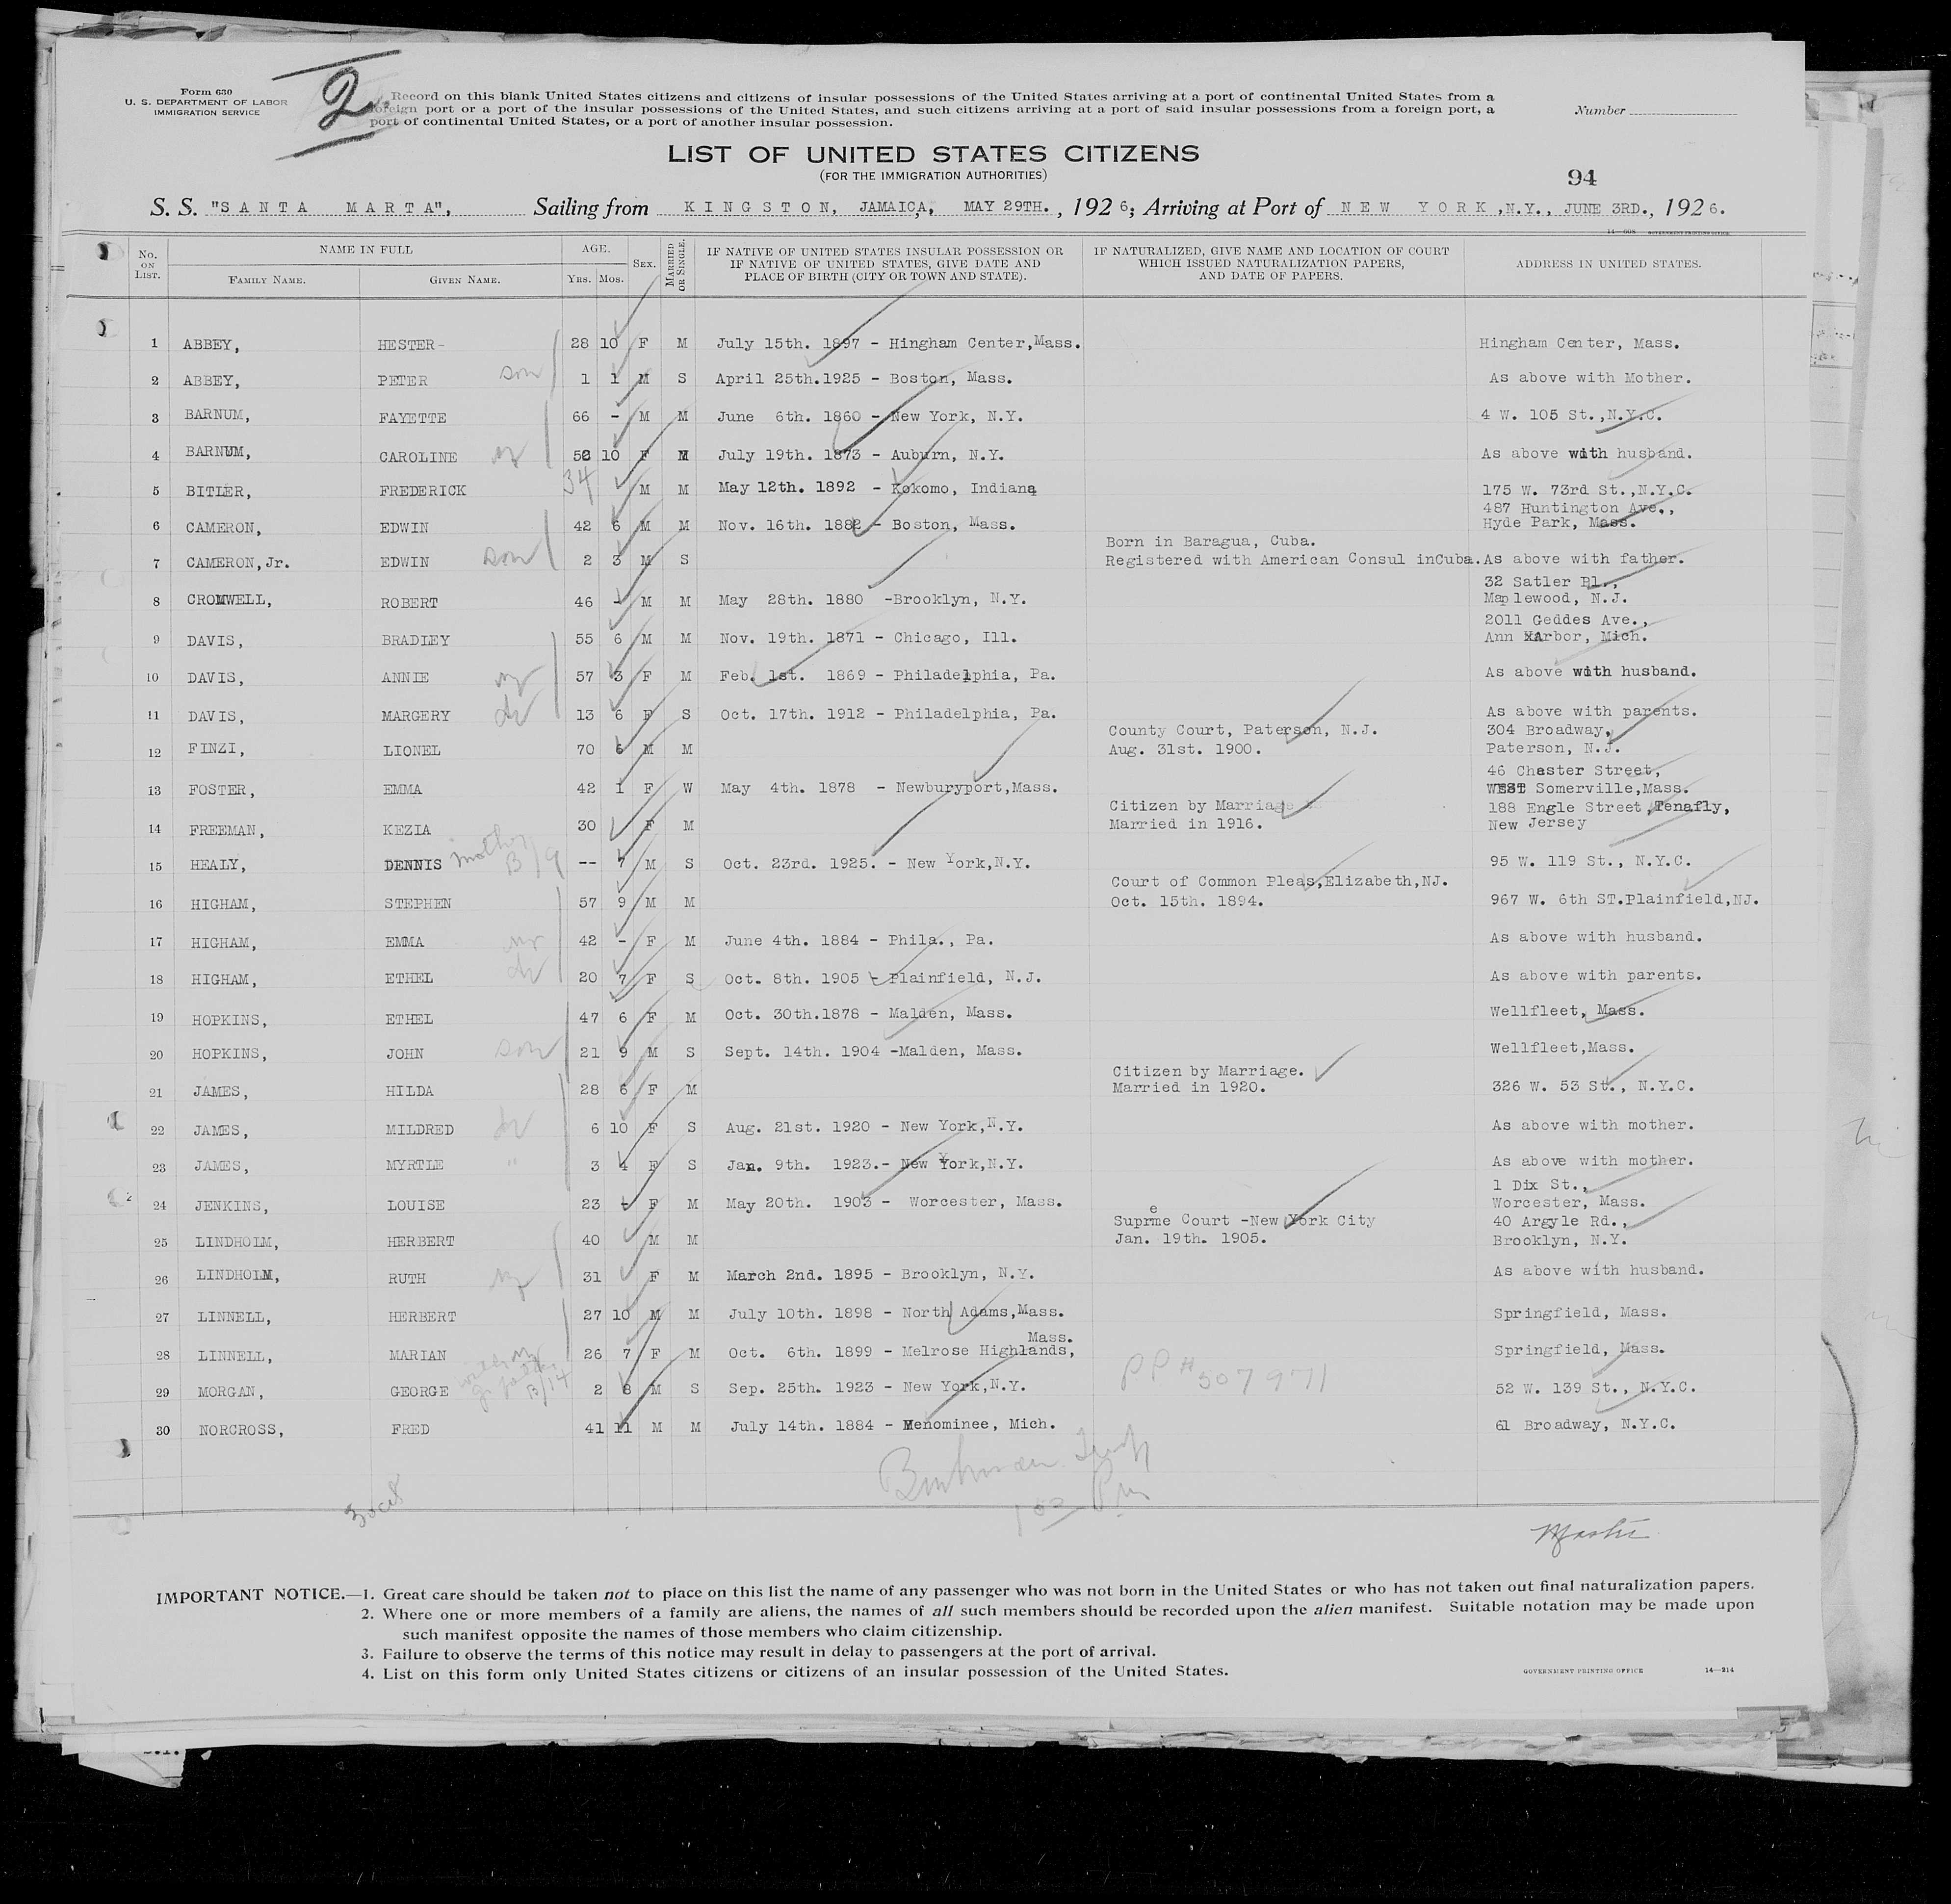 Form 630
U. S. DEPARTMENT OF LABOR
IMMIGRATION SERVICE
2
Record on this blank United States citizens and citizens of insular possessions of the United States arriving at a port of continental United States from a
foreign port or a port of the insular possessions of the United States, and such citizens arriving at a port of said insular possessions from a foreign port, a
port of continental United States, or a port of another insular possession.
Number
LIST OF UNITED STATES CITIZENS
(FOR THE IMMIGRATION AUTHORITIES)
94
S. S. "SANTA MARTA", Sailing from KINGSTON, JAMAICA, MAY 29TH., 1926; Arriving at Port of NEW YORK, N.Y., JUNE 3RD., 1926.
No. ON LIST. NAME IN FULL FAMILY NAME. GIVEN NAME. AGE. YRS. MOS. SEX. MARRIED OR SINGLE. IF NATIVE OF UNITED STATES INSULAR POSSESSION OR IF NATIVE OF UNITED STATES, GIVE DATE AND PLACE OF BIRTH (CITY OR TOWN AND STATE). IF NATURALIZED, GIVE NAME AND LOCATION OF COURT WHICH ISSUED NATURALIZATION PAPERS, AND DATE OF PAPERS. ADDRESS IN UNITED STATES.
1 ABBEY, HESTER- 28 10 F M July 15th. 1897 - Hingham Center,Mass. Hingham Center, Mass.
2 ABBEY, PETER son 1 1 M S April 25th.1925 - Boston, Mass. As above with Mother.
3 BARNUM, FAYETTE 66 - M M June 6th. 1860 - New York, N.Y. 4 W. 105 St.,N.Y.C.
4 BARNUM, CAROLINE 52 10 F M July 19th. 1873 - Auburn, N.Y. As above with husband.
5 BITLER, FREDERICK 34 M M May 12th. 1892 - Kokomo, Indiana 175 W. 73rd St.,N.Y.C.
6 CAMERON, EDWIN 42 6 M M Nov. 16th. 1882 - Boston, Mass. 487 Huntington Ave., Hyde Park, Mass.
7 CAMERON,Jr. EDWIN son 2 3 M S Born in Baragua, Cuba. Registered with American Consul inCuba. As above with father.
8 CROMWELL, ROBERT 46 - M M May 28th. 1880 -Brooklyn, N.Y. 32 Satler Pl., Maplewood, N.J.
9 DAVIS, BRADLEY 55 6 M M Nov. 19th. 1871 - Chicago, Ill. 2011 Geddes Ave., Ann Arbor, Mich.
10 DAVIS, ANNIE 57 3 F M Feb. 1st. 1869 - Philadelphia, Pa. As above with husband.
11 DAVIS, MARGERY 13 6 F S Oct. 17th. 1912 - Philadelphia, Pa. As above with parents.
12 FINZI, LIONEL 70 6 M M County Court, Paterson, N.J. Aug. 31st. 1900. 304 Broadway, Paterson, N.J.
13 FOSTER, EMMA 42 1 F W May 4th. 1878 - Newburyport,Mass. 46 Chaster Street, WEST Somerville,Mass.
14 FREEMAN, KEZIA 30 F M Citizen by Marriage Married in 1916. 188 Engle Street,Tenafly, New Jersey
15 HEALY, DENNIS mother B/9 -- 7 M S Oct. 23rd. 1925. - New York,N.Y. 95 W. 119 St., N.Y.C.
16 HIGHAM, STEPHEN 57 9 M M Court of Common Pleas,Elizabeth,NJ. Oct. 15th. 1894. 967 W. 6th ST.Plainfield,NJ.
17 HIGHAM, EMMA 42 - F M June 4th. 1884 - Phila., Pa. As above with husband.
18 HIGHAM, ETHEL 20 7 F S Oct. 8th. 1905 - Plainfield, N.J. As above with parents.
19 HOPKINS, ETHEL 47 6 F M Oct. 30th.1878 - Malden, Mass. Wellfleet, Mass.
20 HOPKINS, JOHN son 21 9 M S Sept. 14th. 1904 -Malden, Mass. Wellfleet,Mass.
21 JAMES, HILDA 28 6 F M Citizen by Marriage. Married in 1920. 326 W. 53 St., N.Y.C.
22 JAMES, MILDRED 6 10 F S Aug. 21st. 1920 - New York,N.Y. As above with mother.
23 JAMES, MYRTLE " 3 4 F S Jan. 9th. 1923.- New York,N.Y. As above with mother.
24 JENKINS, LOUISE 23 - F M May 20th. 1903 - Worcester, Mass. 1 Dix St., Worcester, Mass.
25 LINDHOLM, HERBERT 40 M M Supreme Court -New York City Jan. 19th. 1905. 40 Argyle Rd., Brooklyn, N.Y.
26 LINDHOLM, RUTH 31 F M March 2nd. 1895 - Brooklyn, N.Y. As above with husband.
27 LINNELL, HERBERT 27 10 M M July 10th. 1898 - North Adams,Mass. Springfield, Mass.
28 LINNELL, MARIAN 26 7 F M Oct. 6th. 1899 - Melrose Highlands, Mass. Springfield, Mass.
29 MORGAN, GEORGE B/14 2 8 M S Sep. 25th. 1923 - New York,N.Y. PP# 507971 52 W. 139 St., N.Y.C.
30 NORCROSS, FRED 41 11 M M July 14th. 1884 - Menominee, Mich. 61 Broadway, N.Y.C.
IMPORTANT NOTICE.—1. Great care should be taken not to place on this list the name of any passenger who was not born in the United States or who has not taken out final naturalization papers.
2. Where one or more members of a family are aliens, the names of all such members should be recorded upon the alien manifest. Suitable notation may be made upon
such manifest opposite the names of those members who claim citizenship.
3. Failure to observe the terms of this notice may result in delay to passengers at the port of arrival.
4. List on this form only United States citizens or citizens of an insular possession of the United States.
GOVERNMENT PRINTING OFFICE 14—214